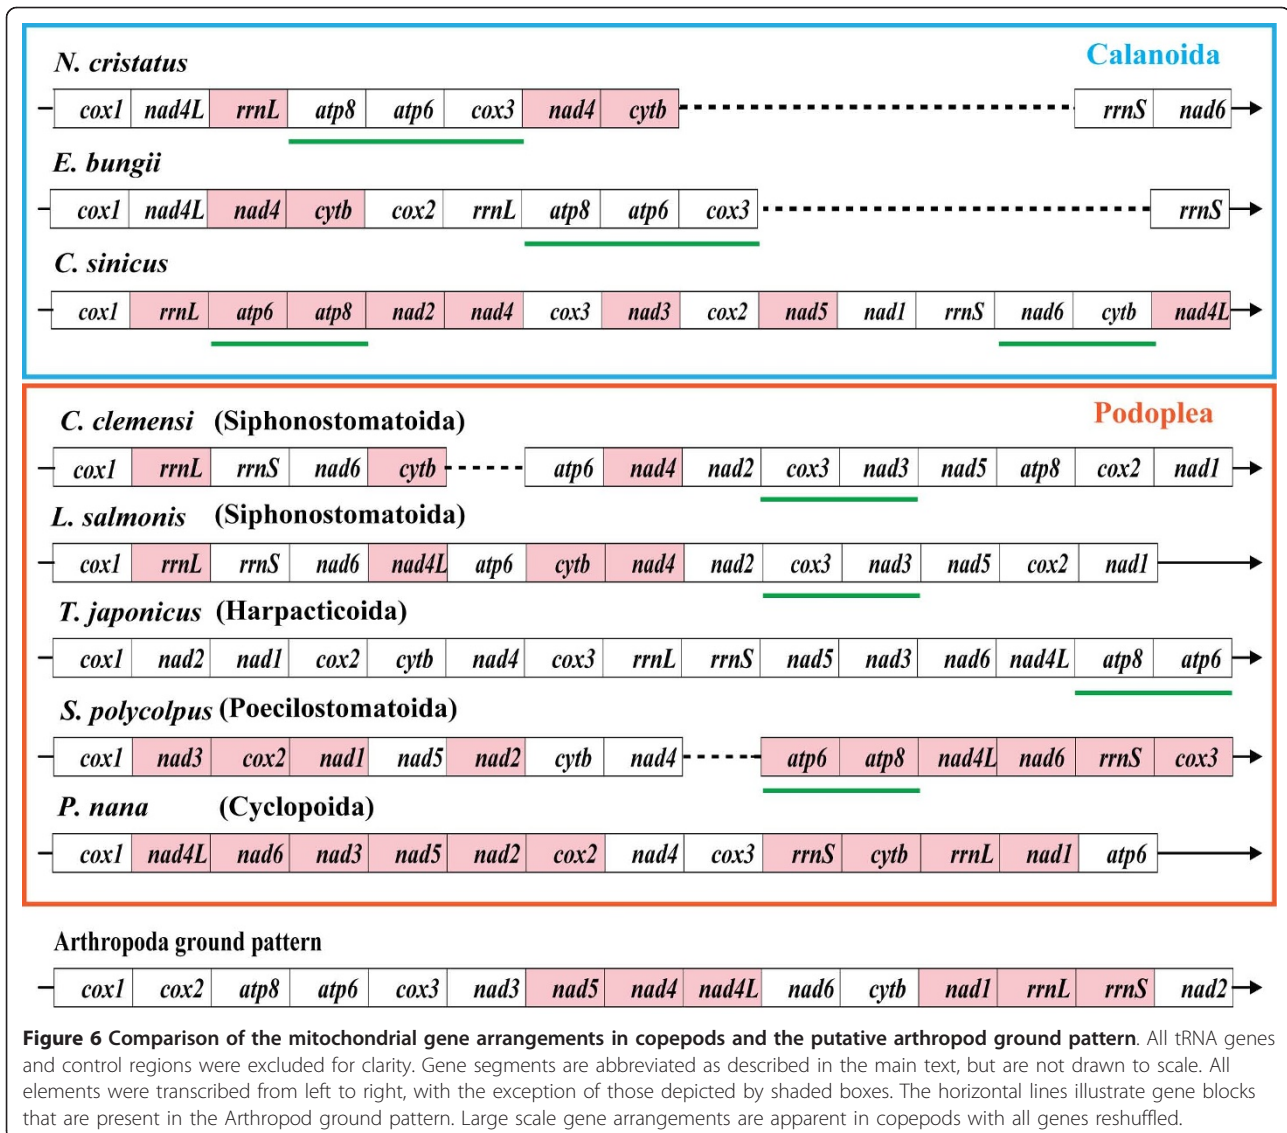 Calanoida
N. cristatus
cox1 nad4L rrnL atp8 atp6 cox3 nad4 cytb rrnS nad6
E. bungii
cox1 nad4L nad4 cytb cox2 rrnL atp8 atp6 cox3 rrnS
C. sinicus
cox1 rrnL atp6 atp8 nad2 nad4 cox3 nad3 cox2 nad5 nad1 rrnS nad6 cytb nad4L
Podoplea
C. clemensi (Siphonostomatoida)
cox1 rrnL rrnS nad6 cytb atp6 nad4 nad2 cox3 nad3 nad5 atp8 cox2 nad1
L. salmonis (Siphonostomatoida)
cox1 rrnL rrnS nad6 nad4L atp6 cytb nad4 nad2 cox3 nad3 nad5 cox2 nad1
T. japonicus (Harpacticoida)
cox1 nad2 nad1 cox2 cytb nad4 cox3 rrnL rrnS nad5 nad3 nad6 nad4L atp8 atp6
S. polycolpus (Poecilostomatoida)
cox1 nad3 cox2 nad1 nad5 nad2 cytb nad4 atp6 atp8 nad4L nad6 rrnS cox3
P. nana (Cyclopoida)
cox1 nad4L nad6 nad3 nad5 nad2 cox2 nad4 cox3 rrnS cytb rrnL nad1 atp6
Arthropoda ground pattern
cox1 cox2 atp8 atp6 cox3 nad3 nad5 nad4 nad4L nad6 cytb nad1 rrnL rrnS nad2
Figure 6 Comparison of the mitochondrial gene arrangements in copepods and the putative arthropod ground pattern. All tRNA genes
and control regions were excluded for clarity. Gene segments are abbreviated as described in the main text, but are not drawn to scale. All
elements were transcribed from left to right, with the exception of those depicted by shaded boxes. The horizontal lines illustrate gene blocks
that are present in the Arthropod ground pattern. Large scale gene arrangements are apparent in copepods with all genes reshuffled.